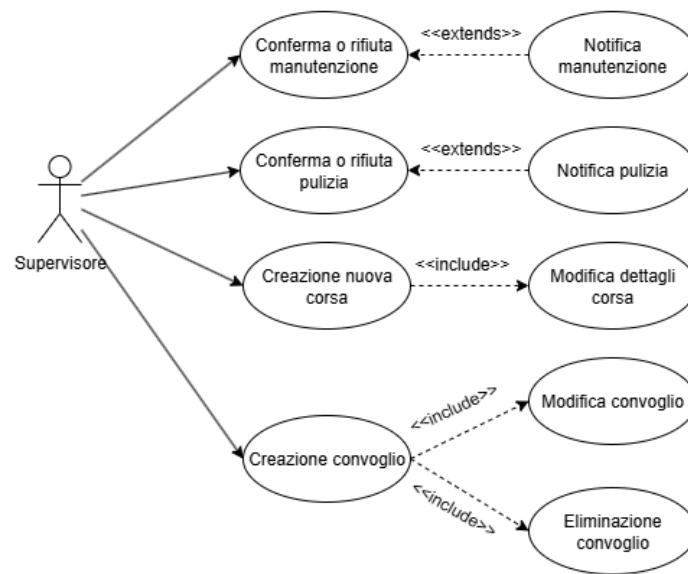 Conferma o rifiuta
manutenzione
<<extends>>
Notifica
manutenzione
Conferma o rifiuta
pulizia
<<extends>>
Notifica pulizia
Supervisore
Creazione nuova
corsa
<<include>>
Modifica dettagli
corsa
Creazione convoglio
<<include>>
Modifica convoglio
<<include>>
Eliminazione
convoglio